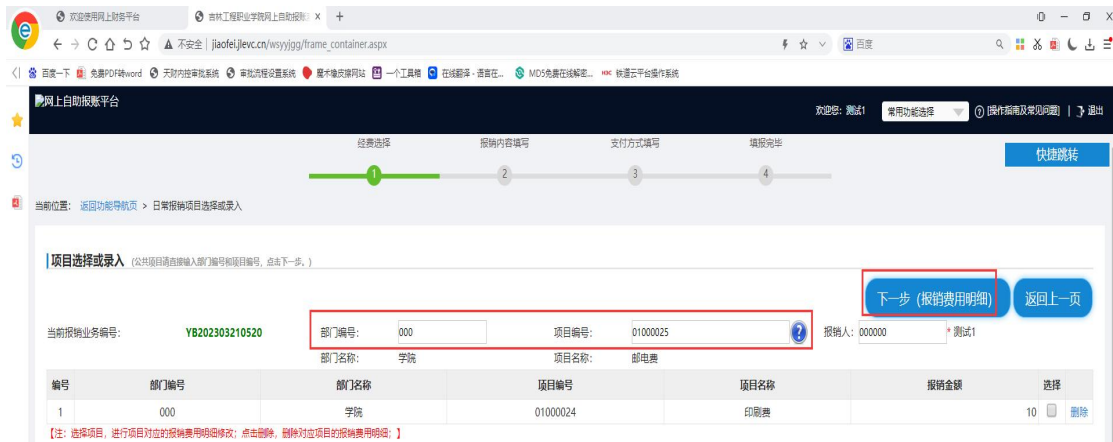 欢迎使用网上财务平台 吉林工程职业学院网上自助报账 × +
不安全 | jiaofei.jlevc.cn/wsyyjgg/frame_container.aspx 百度
百度一下 免费PDF转word 天财内控审批系统 审批流程设置系统 魔术橡皮擦网站 一个工具箱 在线翻译 - 语言在... MD5免费在线解密... H3C 铁道云平台操作系统
网上自助报账平台
欢迎您: 测试1 常用功能选择 ? [操作指南及常见问题] | 退出
经费选择 报销内容填写 支付方式填写 填报完毕
快捷跳转
1 2 3 4
当前位置: 返回功能导航页 > 日常报销项目选择或录入
项目选择或录入 (公共项目请直接输入部门编号和项目编号, 点击下一步。)
下一步 (报销费用明细) 返回上一页
当前报销业务编号: YB202303210520 部门编号: 000 项目编号: 01000025 ? 报销人: 000000 * 测试1
部门名称: 学院 项目名称: 邮电费
编号 部门编号 部门名称 项目编号 项目名称 报销金额 选择
1 000 学院 01000024 印刷费 10 删除
【注: 选择项目, 进行项目对应的报销费用明细修改; 点击删除, 删除对应项目的报销费用明细; 】